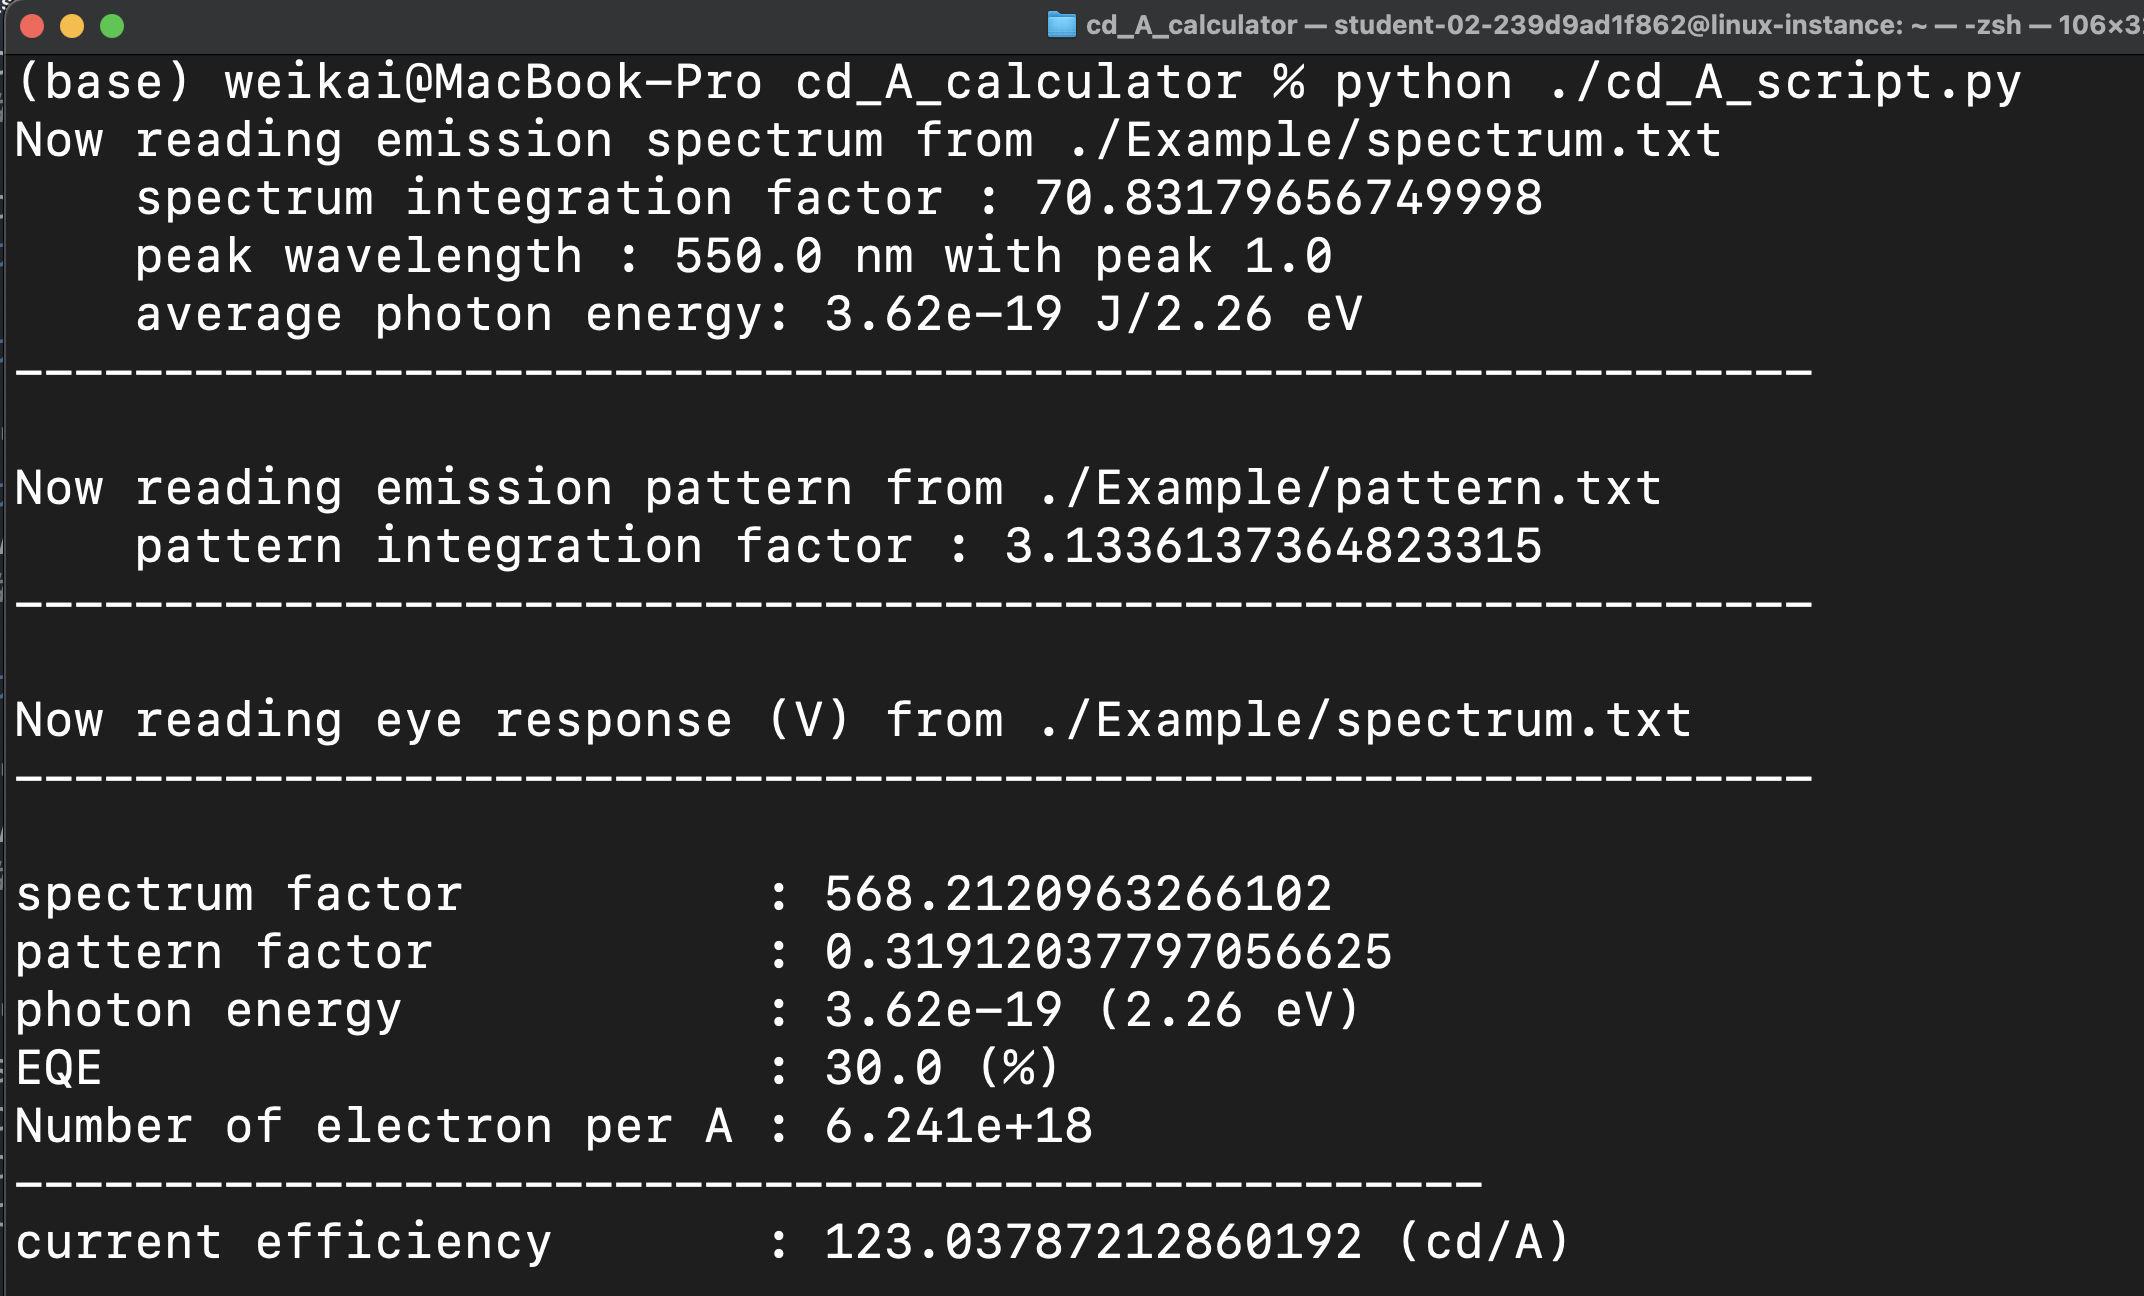 cd_A_calculator — student-02-239d9ad1f862@linux-instance: ~ — -zsh — 106×3
(base) weikai@MacBook-Pro cd_A_calculator % python ./cd_A_script.py
Now reading emission spectrum from ./Example/spectrum.txt
    spectrum integration factor : 70.83179656749998
    peak wavelength : 550.0 nm with peak 1.0
    average photon energy: 3.62e-19 J/2.26 eV
------------------------------------------------------------
Now reading emission pattern from ./Example/pattern.txt
    pattern integration factor : 3.1336137364823315
------------------------------------------------------------
Now reading eye response (V) from ./Example/spectrum.txt
------------------------------------------------------------
spectrum factor          : 568.2120963266102
pattern factor           : 0.31912037797056625
photon energy            : 3.62e-19 (2.26 eV)
EQE                      : 30.0 (%)
Number of electron per A : 6.241e+18
-------------------------------------------------
current efficiency       : 123.03787212860192 (cd/A)